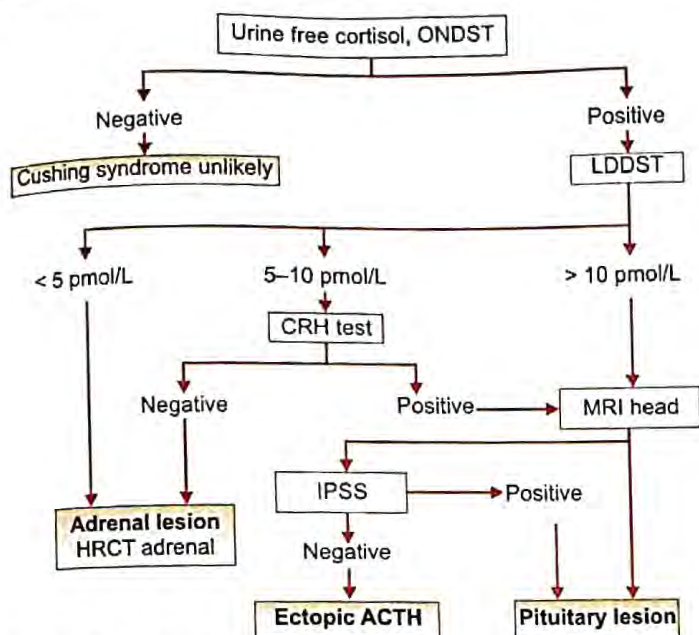 Urine free cortisol, ONDST
Negative
Positive
Cushing syndrome unlikely
LDDST
< 5 pmol/L
5–10 pmol/L
> 10 pmol/L
CRH test
Negative
Positive
MRI head
IPSS
Positive
Adrenal lesion
HRCT adrenal
Negative
Ectopic ACTH
Pituitary lesion